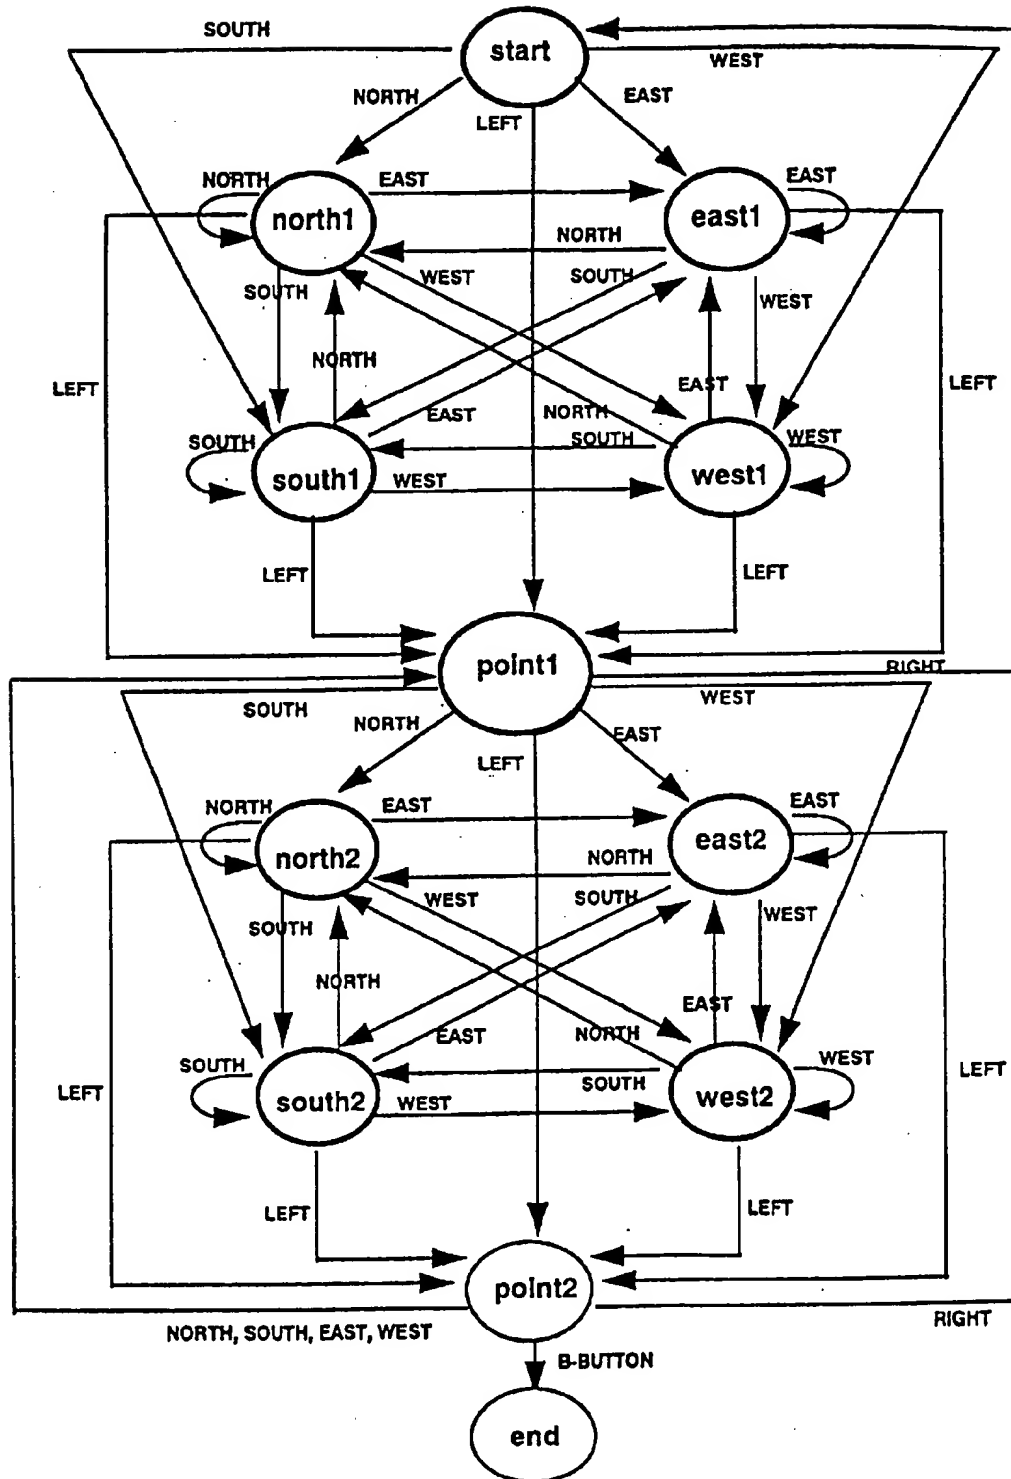 SOUTH
start
WEST
NORTH
EAST
LEFT
NORTH
EAST
EAST
north1
east1
NORTH
WEST
SOUTH
SOUTH
WEST
NORTH
LEFT
EAST
LEFT
EAST
NORTH
SOUTH
SOUTH
WEST
south1
WEST
west1
LEFT
LEFT
point1
RIGHT
SOUTH
WEST
NORTH
EAST
LEFT
NORTH
EAST
EAST
north2
east2
NORTH
WEST
SOUTH
SOUTH
WEST
NORTH
EAST
EAST
NORTH
LEFT
SOUTH
SOUTH
WEST
LEFT
south2
WEST
west2
LEFT
LEFT
point2
NORTH, SOUTH, EAST, WEST
RIGHT
B-BUTTON
end